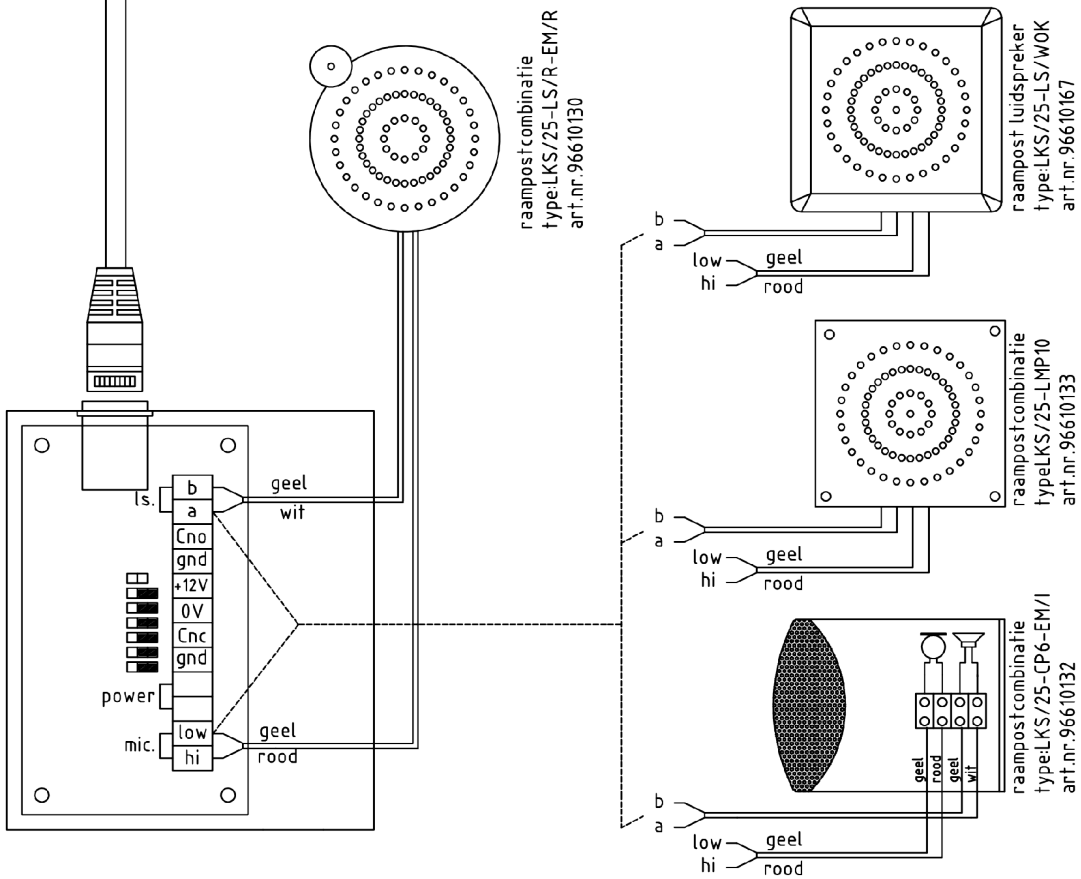 raampostcombinatie
type:LKS/25-LS/R-EM/R
art.nr.96610130
raampost luidspreker
type:LKS/25-LS/WOK
art.nr.96610167
b
a
low
hi
geel
rood
raampostcombinatie
typeLKS/25-LMP10
art.nr.96610133
b
a
low
hi
geel
rood
raampostcombinatie
type:LKS/25-CP6-EM/I
art.nr.96610132
geel
rood
geel
wit
b
a
low
hi
geel
rood
ls.
b
a
Cno
gnd
+12V
0V
Cnc
gnd
power
mic.
low
hi
geel
wit
geel
rood